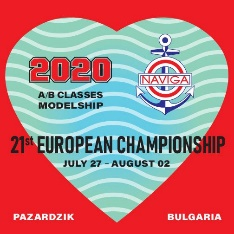 2020
NAVIGA
A/B CLASSES
MODELSHIP
21st EUROPEAN CHAMPIONSHIP
JULY 27 - AUGUST 02
PAZARDZIK
BULGARIA